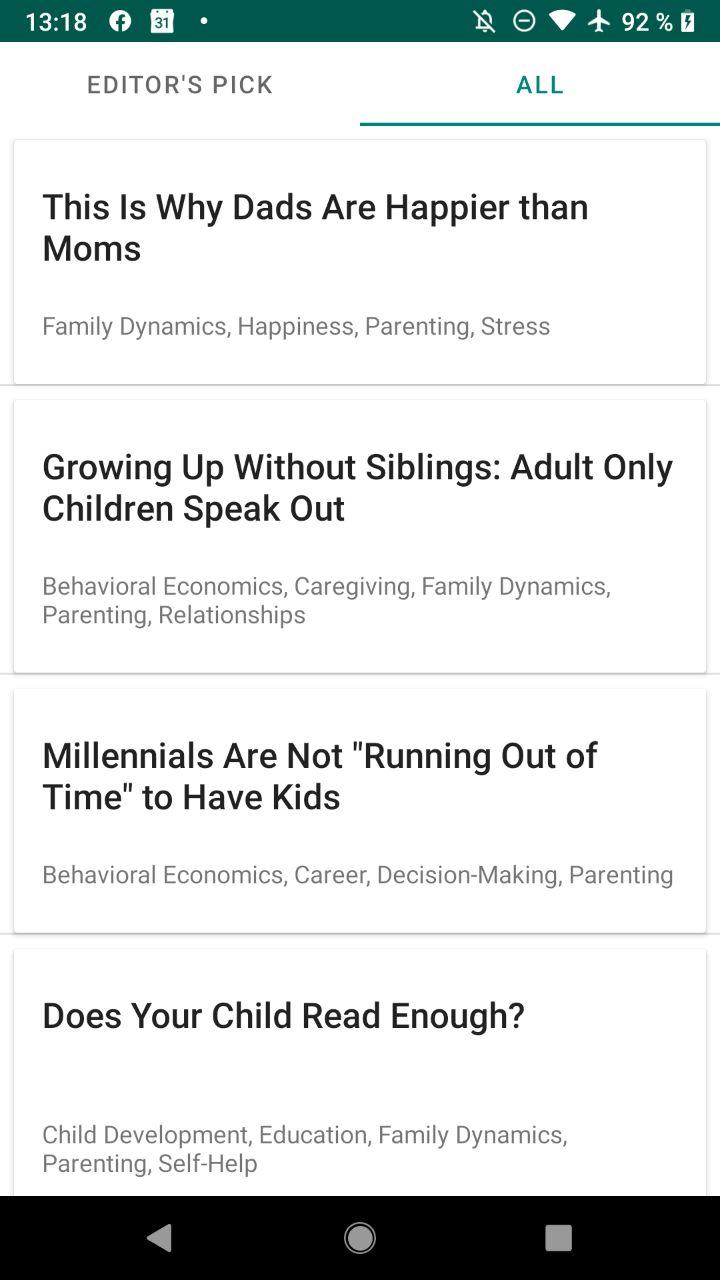 13:18
31
92 %
EDITOR'S PICK
ALL
This Is Why Dads Are Happier than
Moms
Family Dynamics, Happiness, Parenting, Stress
Growing Up Without Siblings: Adult Only
Children Speak Out
Behavioral Economics, Caregiving, Family Dynamics,
Parenting, Relationships
Millennials Are Not "Running Out of
Time" to Have Kids
Behavioral Economics, Career, Decision-Making, Parenting
Does Your Child Read Enough?
Child Development, Education, Family Dynamics,
Parenting, Self-Help